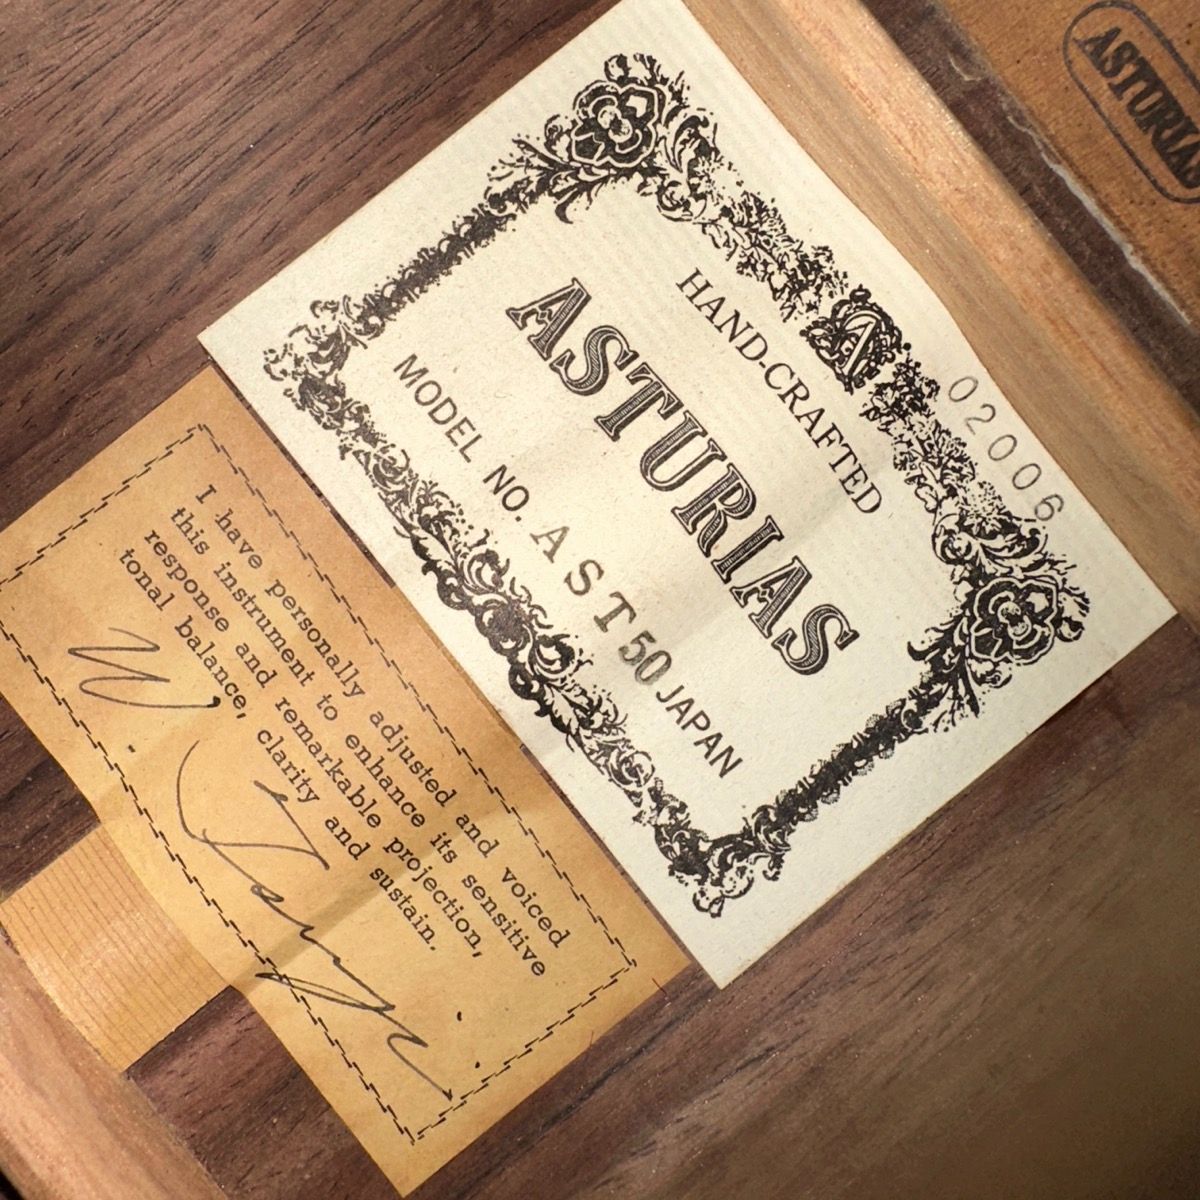 ASTURIAS
A
HAND-CRAFTED
ASTURIAS
MODEL NO. AST50 JAPAN
02006
I have personally adjusted and voiced
this instrument to enhance its sensitive
response and remarkable projection,
tonal balance, clarity and sustain.